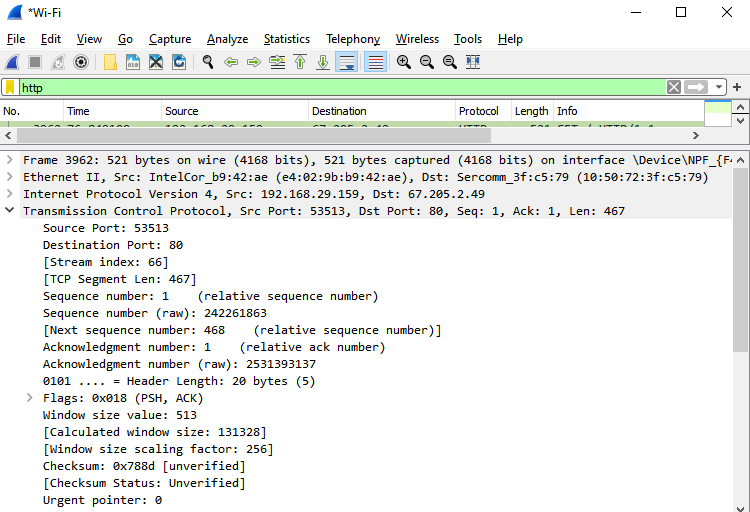 *Wi-Fi
File Edit View Go Capture Analyze Statistics Telephony Wireless Tools Help
http
No. Time Source Destination Protocol Length Info
Frame 3962: 521 bytes on wire (4168 bits), 521 bytes captured (4168 bits) on interface \Device\NPF_{F4
Ethernet II, Src: IntelCor_b9:42:ae (e4:02:9b:b9:42:ae), Dst: Sercomm_3f:c5:79 (10:50:72:3f:c5:79)
Internet Protocol Version 4, Src: 192.168.29.159, Dst: 67.205.2.49
Transmission Control Protocol, Src Port: 53513, Dst Port: 80, Seq: 1, Ack: 1, Len: 467
Source Port: 53513
Destination Port: 80
[Stream index: 66]
[TCP Segment Len: 467]
Sequence number: 1    (relative sequence number)
Sequence number (raw): 242261863
[Next sequence number: 468    (relative sequence number)]
Acknowledgment number: 1    (relative ack number)
Acknowledgment number (raw): 2531393137
0101 .... = Header Length: 20 bytes (5)
Flags: 0x018 (PSH, ACK)
Window size value: 513
[Calculated window size: 131328]
[Window size scaling factor: 256]
Checksum: 0x788d [unverified]
[Checksum Status: Unverified]
Urgent pointer: 0